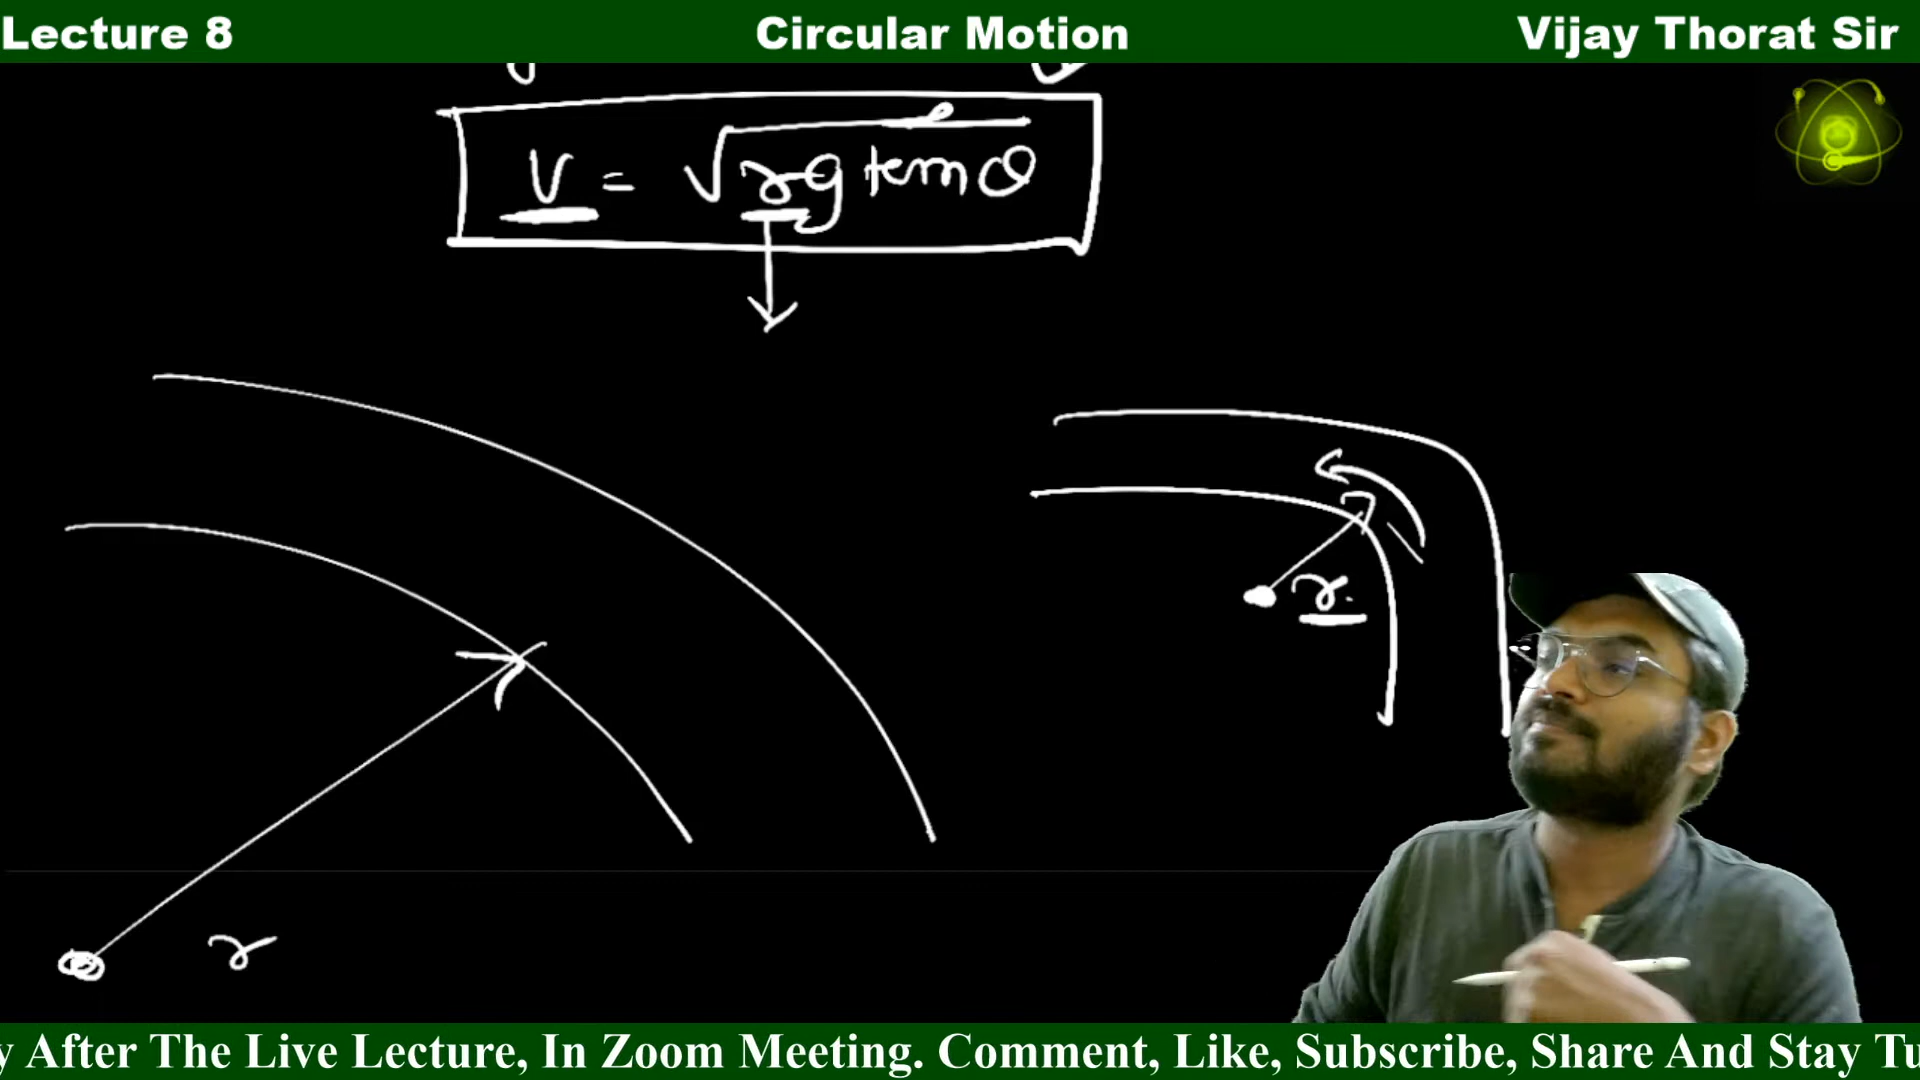 Lecture 8
Circular Motion
Vijay Thorat Sir
V = √rg tanθ
r.
r
y After The Live Lecture, In Zoom Meeting. Comment, Like, Subscribe, Share And Stay Tu